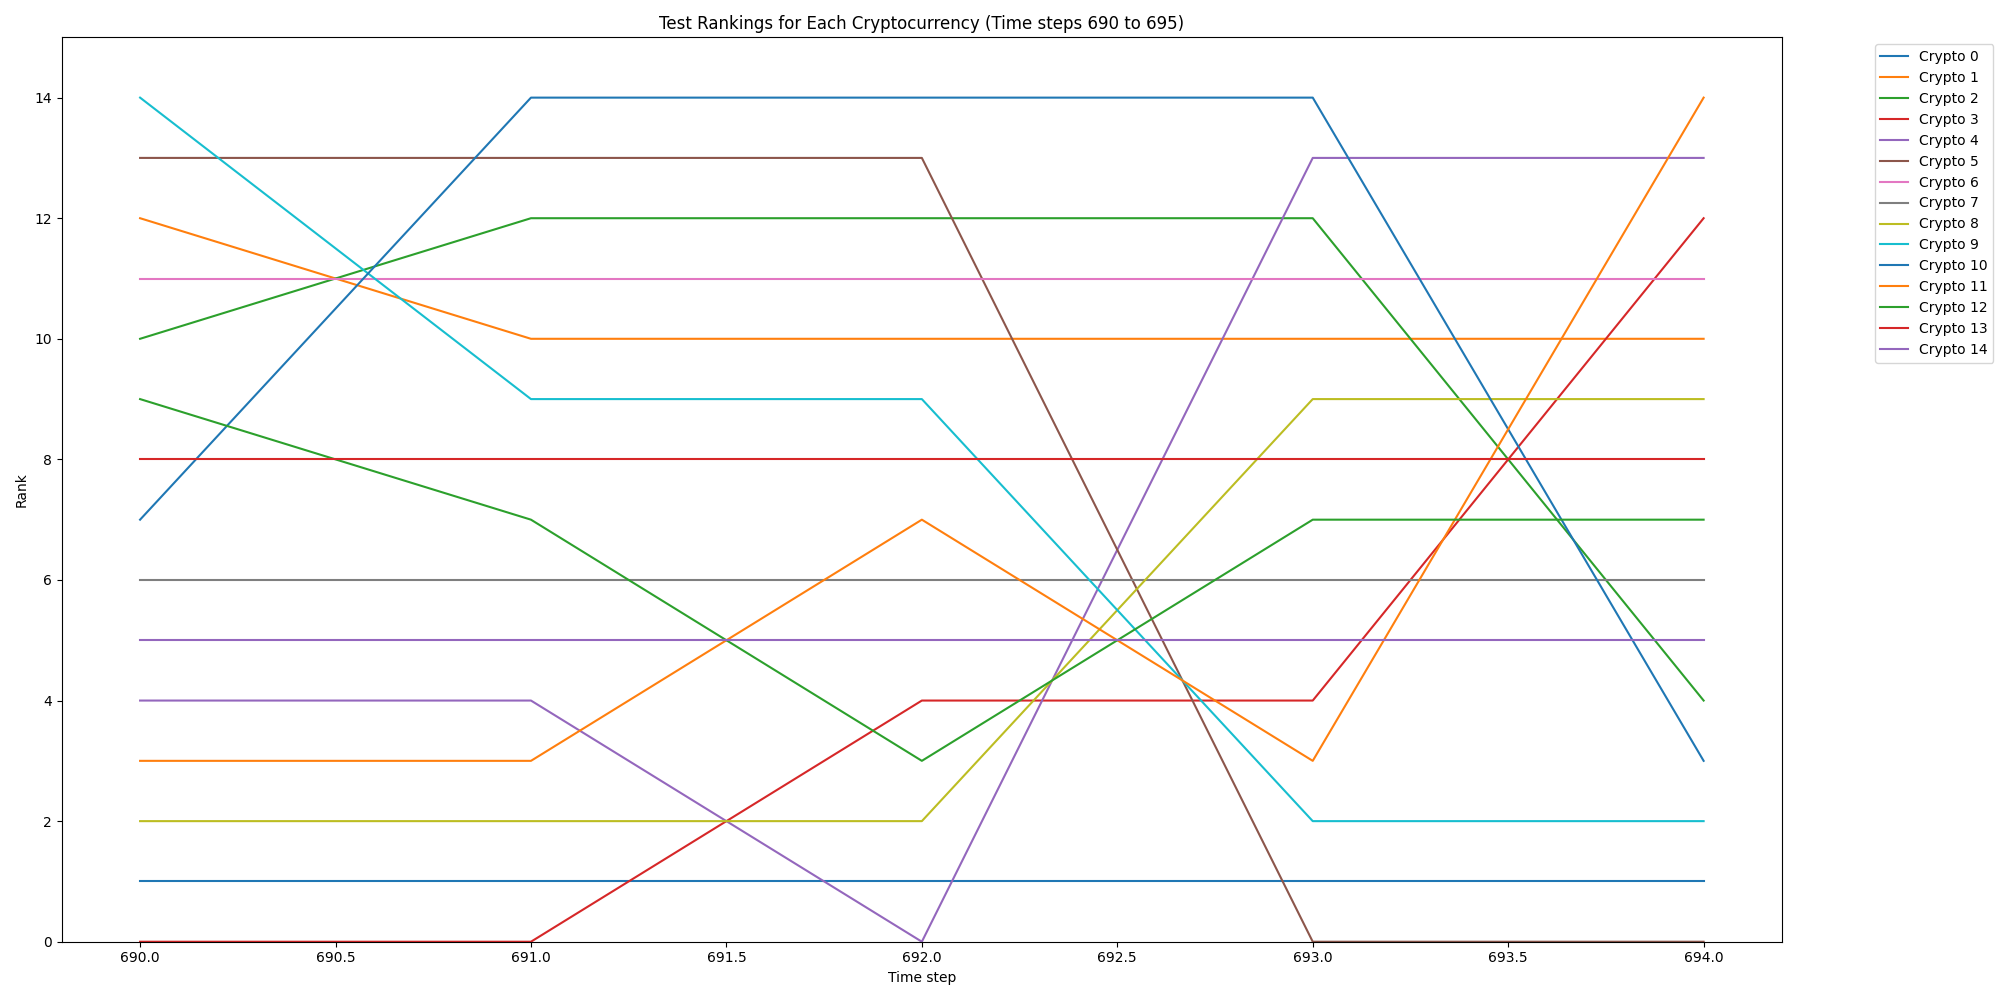 Test Rankings for Each Cryptocurrency (Time steps 690 to 695)
14
12
10
8
6
4
2
0
Rank
690.0 690.5 691.0 691.5 692.0 692.5 693.0 693.5 694.0
Time step
Crypto 0
Crypto 1
Crypto 2
Crypto 3
Crypto 4
Crypto 5
Crypto 6
Crypto 7
Crypto 8
Crypto 9
Crypto 10
Crypto 11
Crypto 12
Crypto 13
Crypto 14